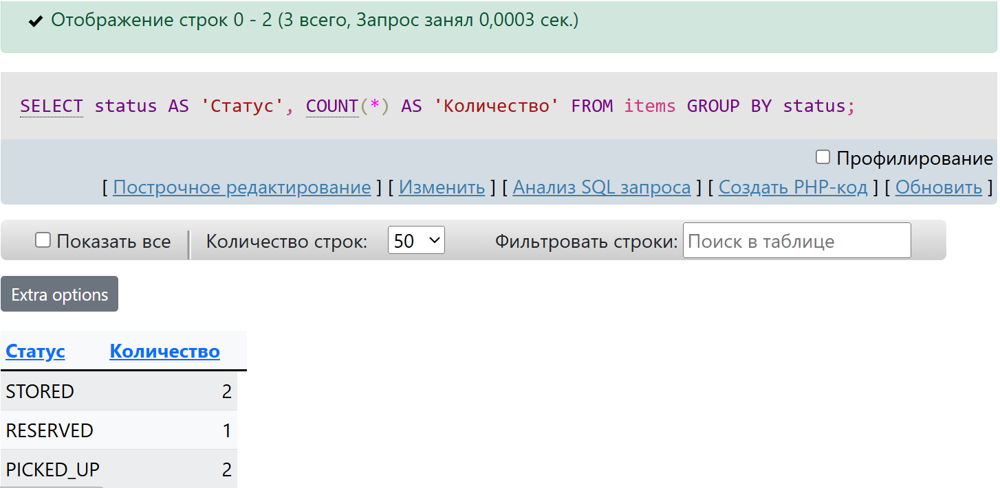 Отображение строк 0 - 2 (3 всего, Запрос занял 0,0003 сек.)
SELECT status AS 'Статус', COUNT(*) AS 'Количество' FROM items GROUP BY status;
Профилирование
[ Построчное редактирование ] [ Изменить ] [ Анализ SQL запроса ] [ Создать PHP-код ] [ Обновить ]
Показать все Количество строк: 50 Фильтровать строки: Поиск в таблице
Extra options
Статус Количество
STORED 2
RESERVED 1
PICKED_UP 2